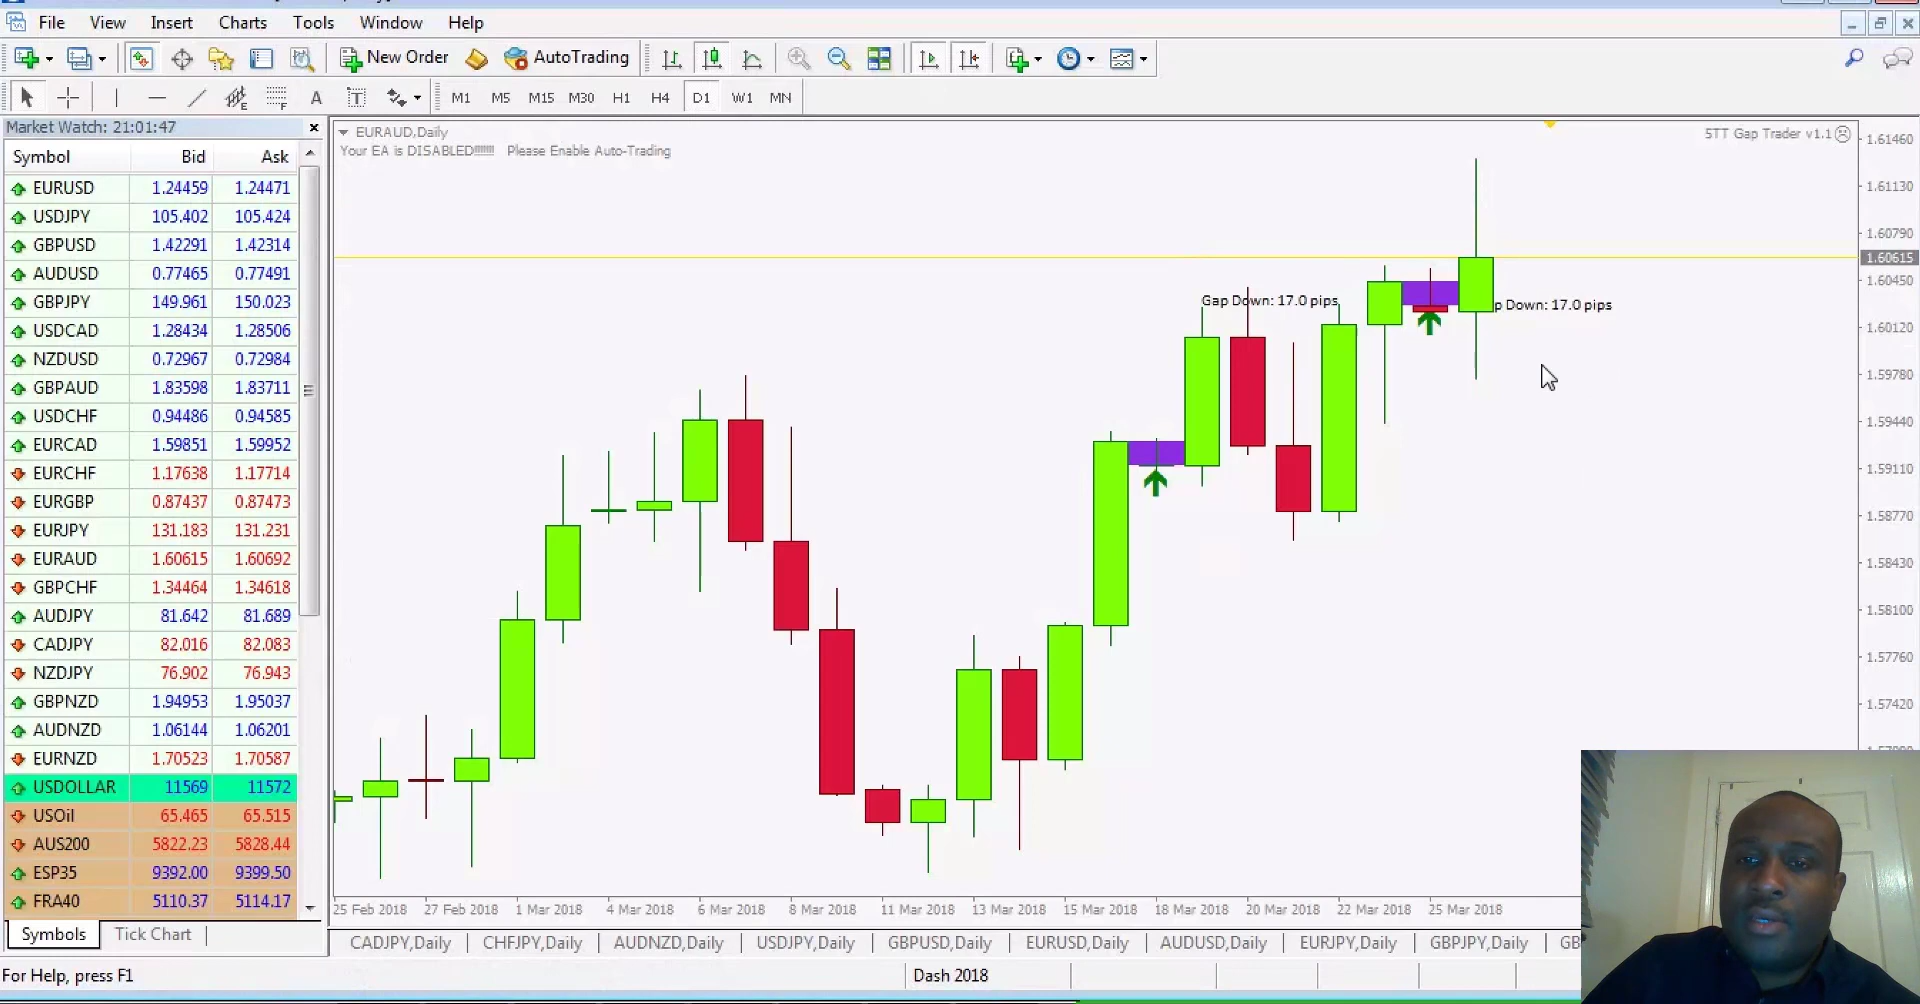 File View Insert Charts Tools Window Help
New Order AutoTrading
A T M1 M5 M15 M30 H1 H4 D1 W1 MN
Market Watch: 21:01:47
Symbol Bid Ask
EURUSD 1.24459 1.24471
USDJPY 105.402 105.424
GBPUSD 1.42291 1.42314
AUDUSD 0.77465 0.77491
GBPJPY 149.961 150.023
USDCAD 1.28434 1.28506
NZDUSD 0.72967 0.72984
GBPAUD 1.83598 1.83711
USDCHF 0.94486 0.94585
EURCAD 1.59851 1.59952
EURCHF 1.17638 1.17714
EURGBP 0.87437 0.87473
EURJPY 131.183 131.231
EURAUD 1.60615 1.60692
GBPCHF 1.34464 1.34618
AUDJPY 81.642 81.689
CADJPY 82.016 82.083
NZDJPY 76.902 76.943
GBPNZD 1.94953 1.95037
AUDNZD 1.06144 1.06201
EURNZD 1.70523 1.70587
USDOLLAR 11569 11572
USOil 65.465 65.515
AUS200 5822.23 5828.44
ESP35 9392.00 9399.50
FRA40 5110.37 5114.17
Symbols Tick Chart
EURAUD,Daily
Your EA is DISABLED!!!!!!! Please Enable Auto-Trading
5TT Gap Trader v1.1
Gap Down: 17.0 pips
p Down: 17.0 pips
1.61460
1.61130
1.60790
1.60615
1.60450
1.60120
1.59780
1.59440
1.59110
1.58770
1.58430
1.58100
1.57760
1.57420
25 Feb 2018 27 Feb 2018 1 Mar 2018 4 Mar 2018 6 Mar 2018 8 Mar 2018 11 Mar 2018 13 Mar 2018 15 Mar 2018 18 Mar 2018 20 Mar 2018 22 Mar 2018 25 Mar 2018
CADJPY,Daily CHFJPY,Daily AUDNZD,Daily USDJPY,Daily GBPUSD,Daily EURUSD,Daily AUDUSD,Daily EURJPY,Daily GBPJPY,Daily GB
For Help, press F1 Dash 2018